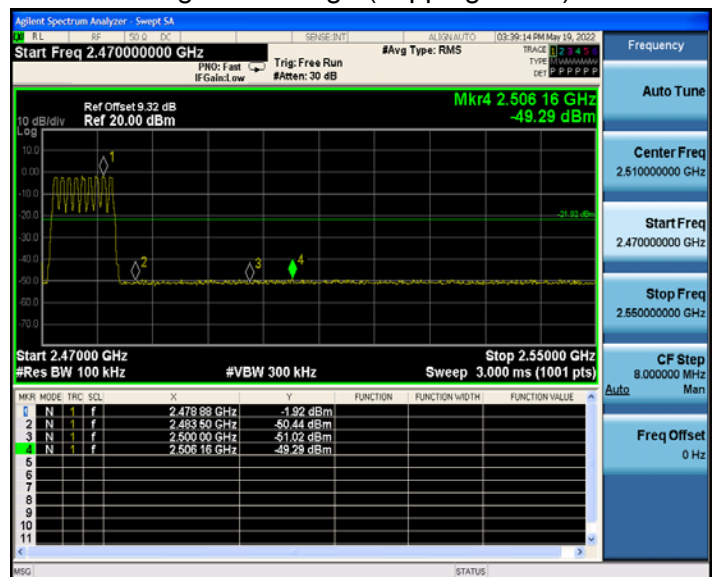 Agilent Spectrum Analyzer - Swept SA
RL RF 50 Ω DC SENSE:INT ALIGN AUTO 03:39:14 PM May 19, 2022
Start Freq 2.470000000 GHz
PNO: Fast
IFGain:Low
Trig: Free Run
#Atten: 30 dB
#Avg Type: RMS
TRACE 1 2 3 4 5 6
TYPE M W W W W W
DET P P P P P P
Frequency
Auto Tune
Center Freq
2.510000000 GHz
Start Freq
2.470000000 GHz
Stop Freq
2.550000000 GHz
CF Step
8.000000 MHz
Auto Man
Freq Offset
0 Hz
Mkr4 2.506 16 GHz
-49.29 dBm
Ref Offset 9.32 dB
10 dB/div Ref 20.00 dBm
Log
10.0
0.00
-10.0
-20.0
-30.0
-40.0
-50.0
-60.0
-70.0
1
2
3
4
-21.92 dBm
Start 2.47000 GHz Stop 2.55000 GHz
#Res BW 100 kHz #VBW 300 kHz Sweep 3.000 ms (1001 pts)
MKR MODE TRC SCL X Y FUNCTION FUNCTION WIDTH FUNCTION VALUE
1 N 1 f 2.478 88 GHz -1.92 dBm
2 N 1 f 2.483 50 GHz -50.44 dBm
3 N 1 f 2.500 00 GHz -51.02 dBm
4 N 1 f 2.506 16 GHz -49.29 dBm
5
6
7
8
9
10
11
MSG STATUS